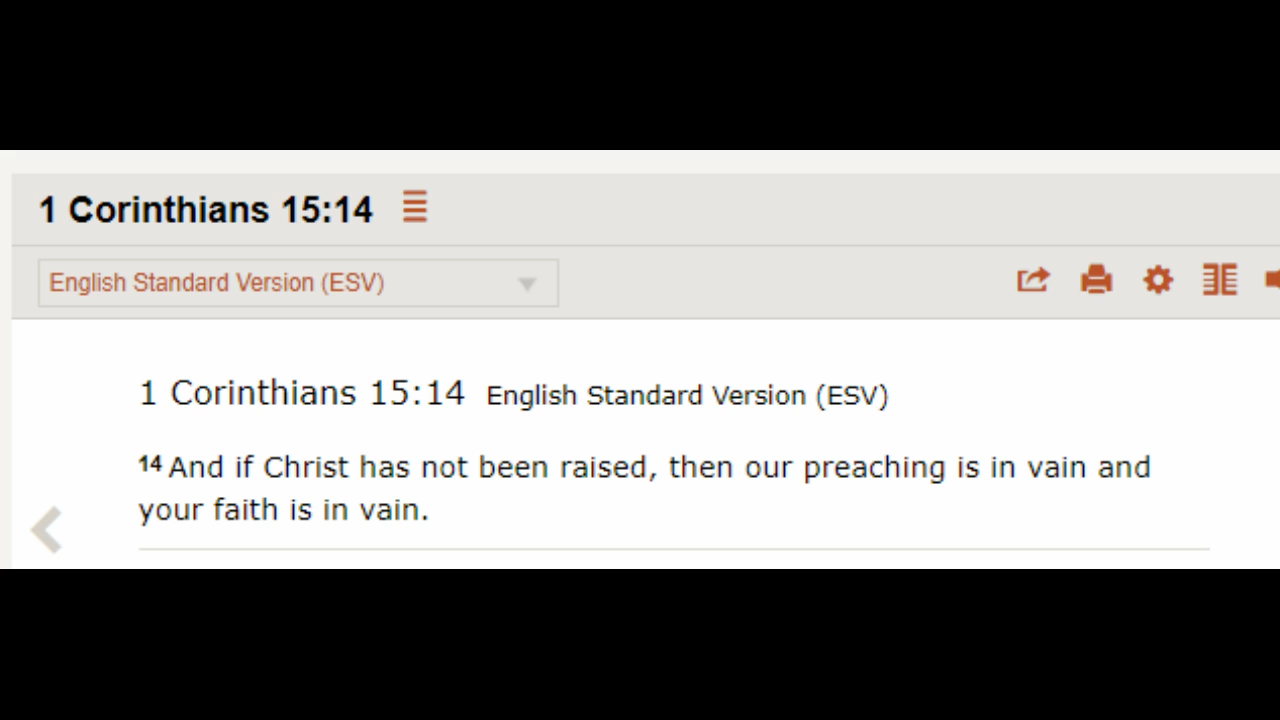 1 Corinthians 15:14
English Standard Version (ESV)
1 Corinthians 15:14 English Standard Version (ESV)
14 And if Christ has not been raised, then our preaching is in vain and
your faith is in vain.